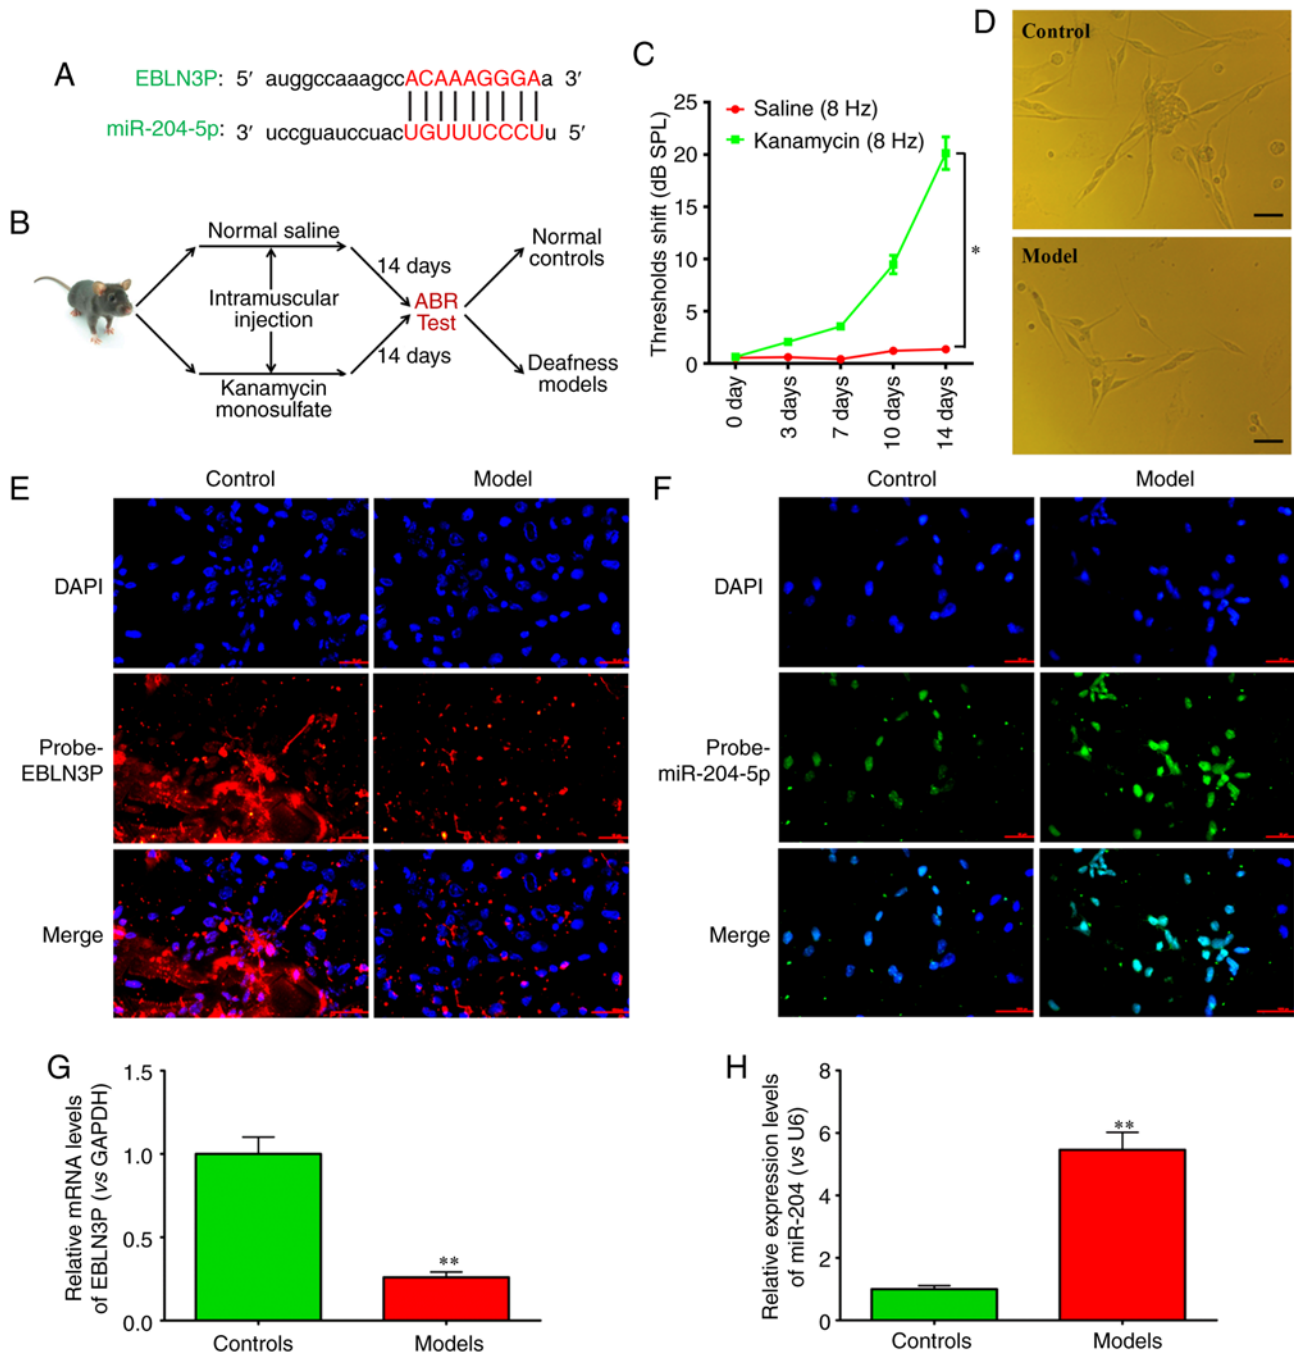 A
EBLN3P: 5′ auggccaaagccACAAAGGGAa 3′
miR-204-5p: 3′ uccguauccuacUGUUUCCCUu 5′
B
Normal saline
14 days
Intramuscular
injection
ABR
Test
14 days
Kanamycin
monosulfate
Normal
controls
Deafness
models
C
Thresholds shift (dB SPL)
25
20
15
10
5
0
Saline (8 Hz)
Kanamycin (8 Hz)
*
0 day
3 days
7 days
10 days
14 days
D
Control
Model
E
Control
Model
DAPI
Probe-
EBLN3P
Merge
F
Control
Model
DAPI
Probe-
miR-204-5p
Merge
G
Relative mRNA levels
of EBLN3P (vs GAPDH)
1.5
1.0
0.5
0.0
**
Controls
Models
H
Relative expression levels
of miR-204 (vs U6)
8
6
4
2
0
**
Controls
Models